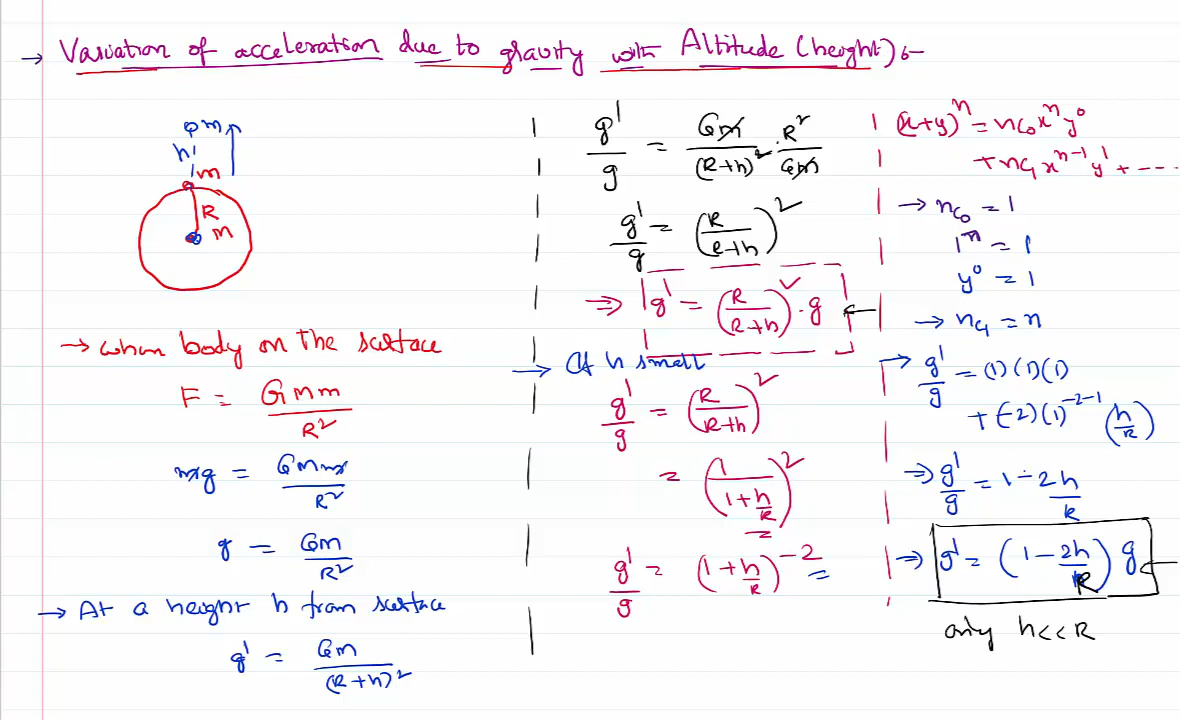 → Variation of acceleration due to gravity with Altitude (height) :-
m
h
m
R
m
→ when body on the surface
F = GMm / R²
mg = GMm / R²
g = GM / R²
→ At a height h from surface
g' = GM / (R+h)²
g'/g = GM/(R+h)² · R²/GM
g'/g = (R/(R+h))²
⇒ g' = (R/(R+h))² · g
→ If h small
g'/g = (R/(R+h))²
= (1/(1+h/R))²
g'/g = (1+h/R)⁻² =
(x+y)ⁿ = nC₀xⁿy⁰
+ nC₁xⁿ⁻¹y¹ + ----
→ nC₀ = 1
1ⁿ = 1
y⁰ = 1
→ nC₁ = n
→ g'/g = (1)(1)(1)
+ (-2)(1)⁻²⁻¹ (h/R)
⇒ g'/g = 1-2h/R
⇒ g' = (1-2h/R) g
only h<<R